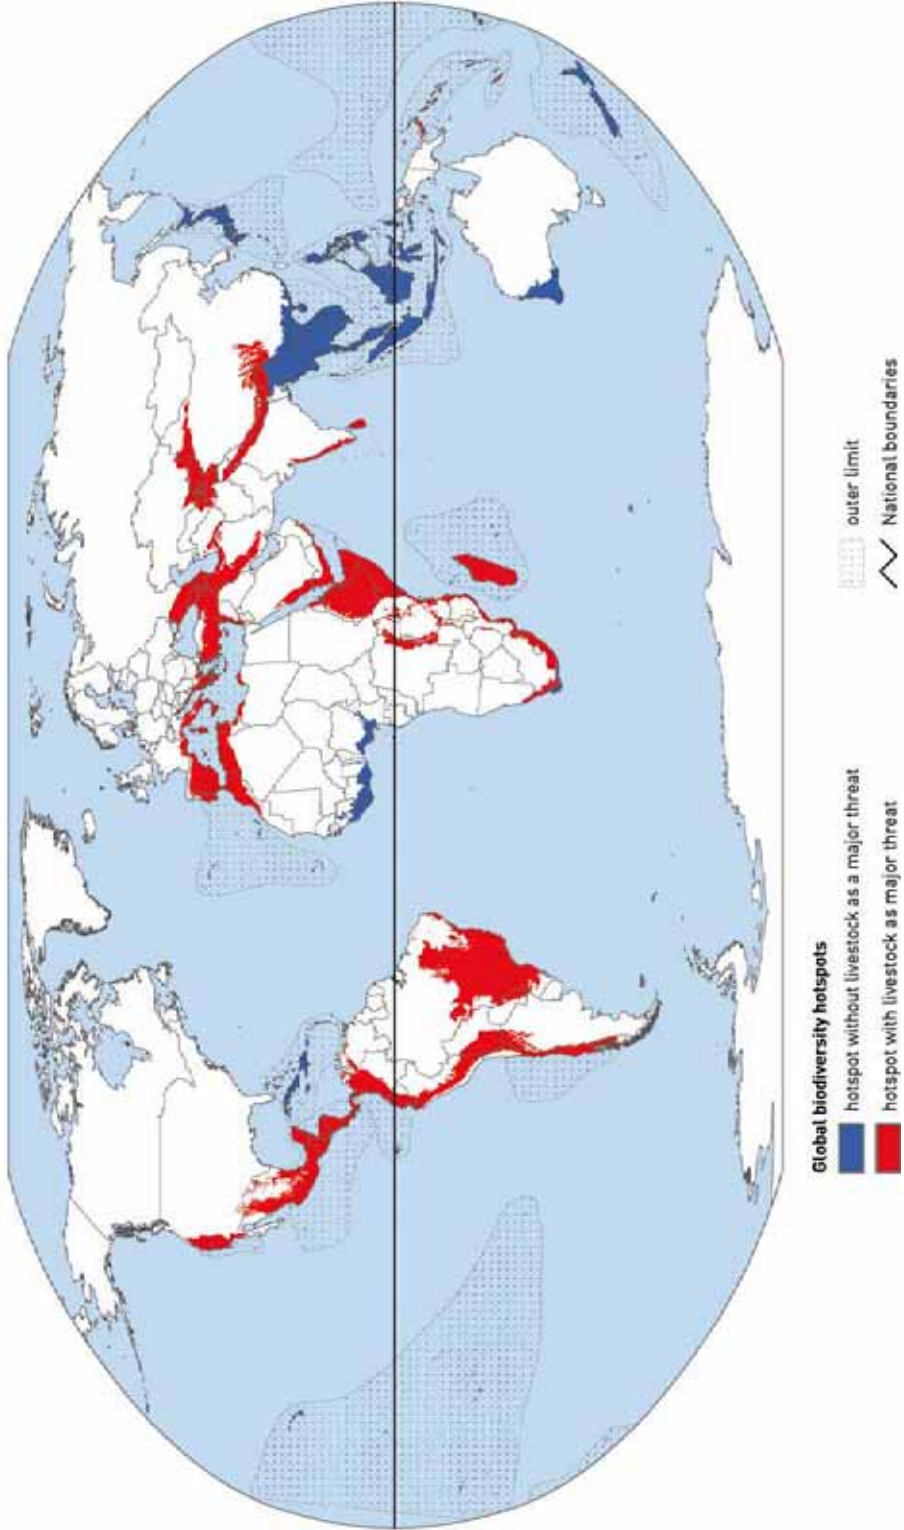 Global biodiversity hotspots
hotspot without livestock as a major threat
hotspot with livestock as major threat
outer limit
National boundaries